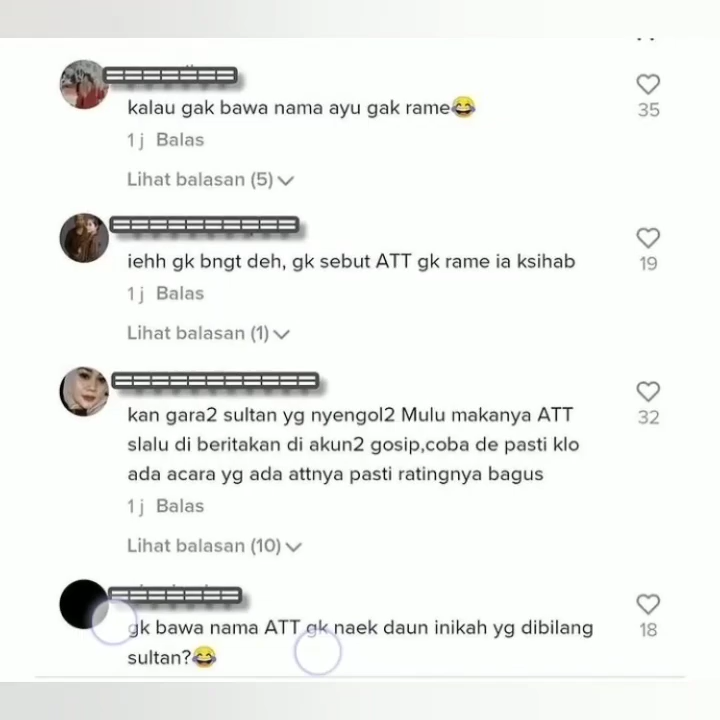 kalau gak bawa nama ayu gak rame😂
35
1 j Balas
Lihat balasan (5)
iehh gk bngt deh, gk sebut ATT gk rame ia ksihab
19
1 j Balas
Lihat balasan (1)
kan gara2 sultan yg nyengol2 Mulu makanya ATT
32
slalu di beritakan di akun2 gosip,coba de pasti klo
ada acara yg ada attnya pasti ratingnya bagus
1 j Balas
Lihat balasan (10)
gk bawa nama ATT gk naek daun inikah yg dibilang
18
sultan?😂